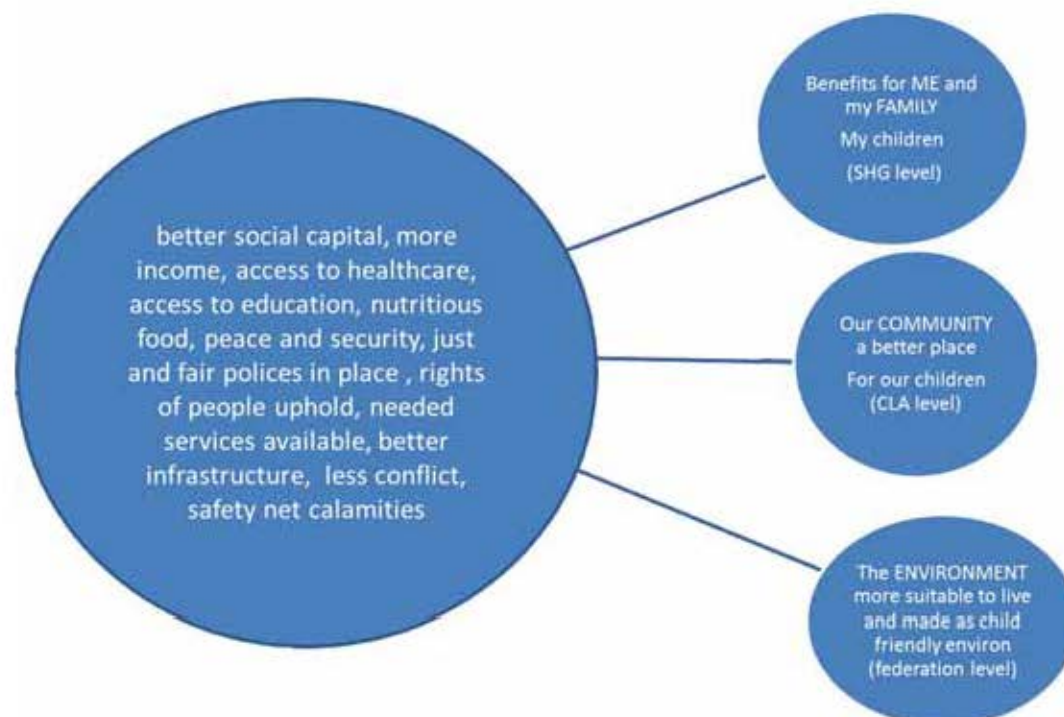 better social capital, more
income, access to healthcare,
access to education, nutritious
food, peace and security, just
and fair polices in place , rights
of people uphold, needed
services available, better
infrastructure, less conflict,
safety net calamities
Benefits for ME and
my FAMILY
My children
(SHG level)
Our COMMUNITY
a better place
For our children
(CLA level)
The ENVIRONMENT
more suitable to live
and made as child
friendly environ
(federation level)